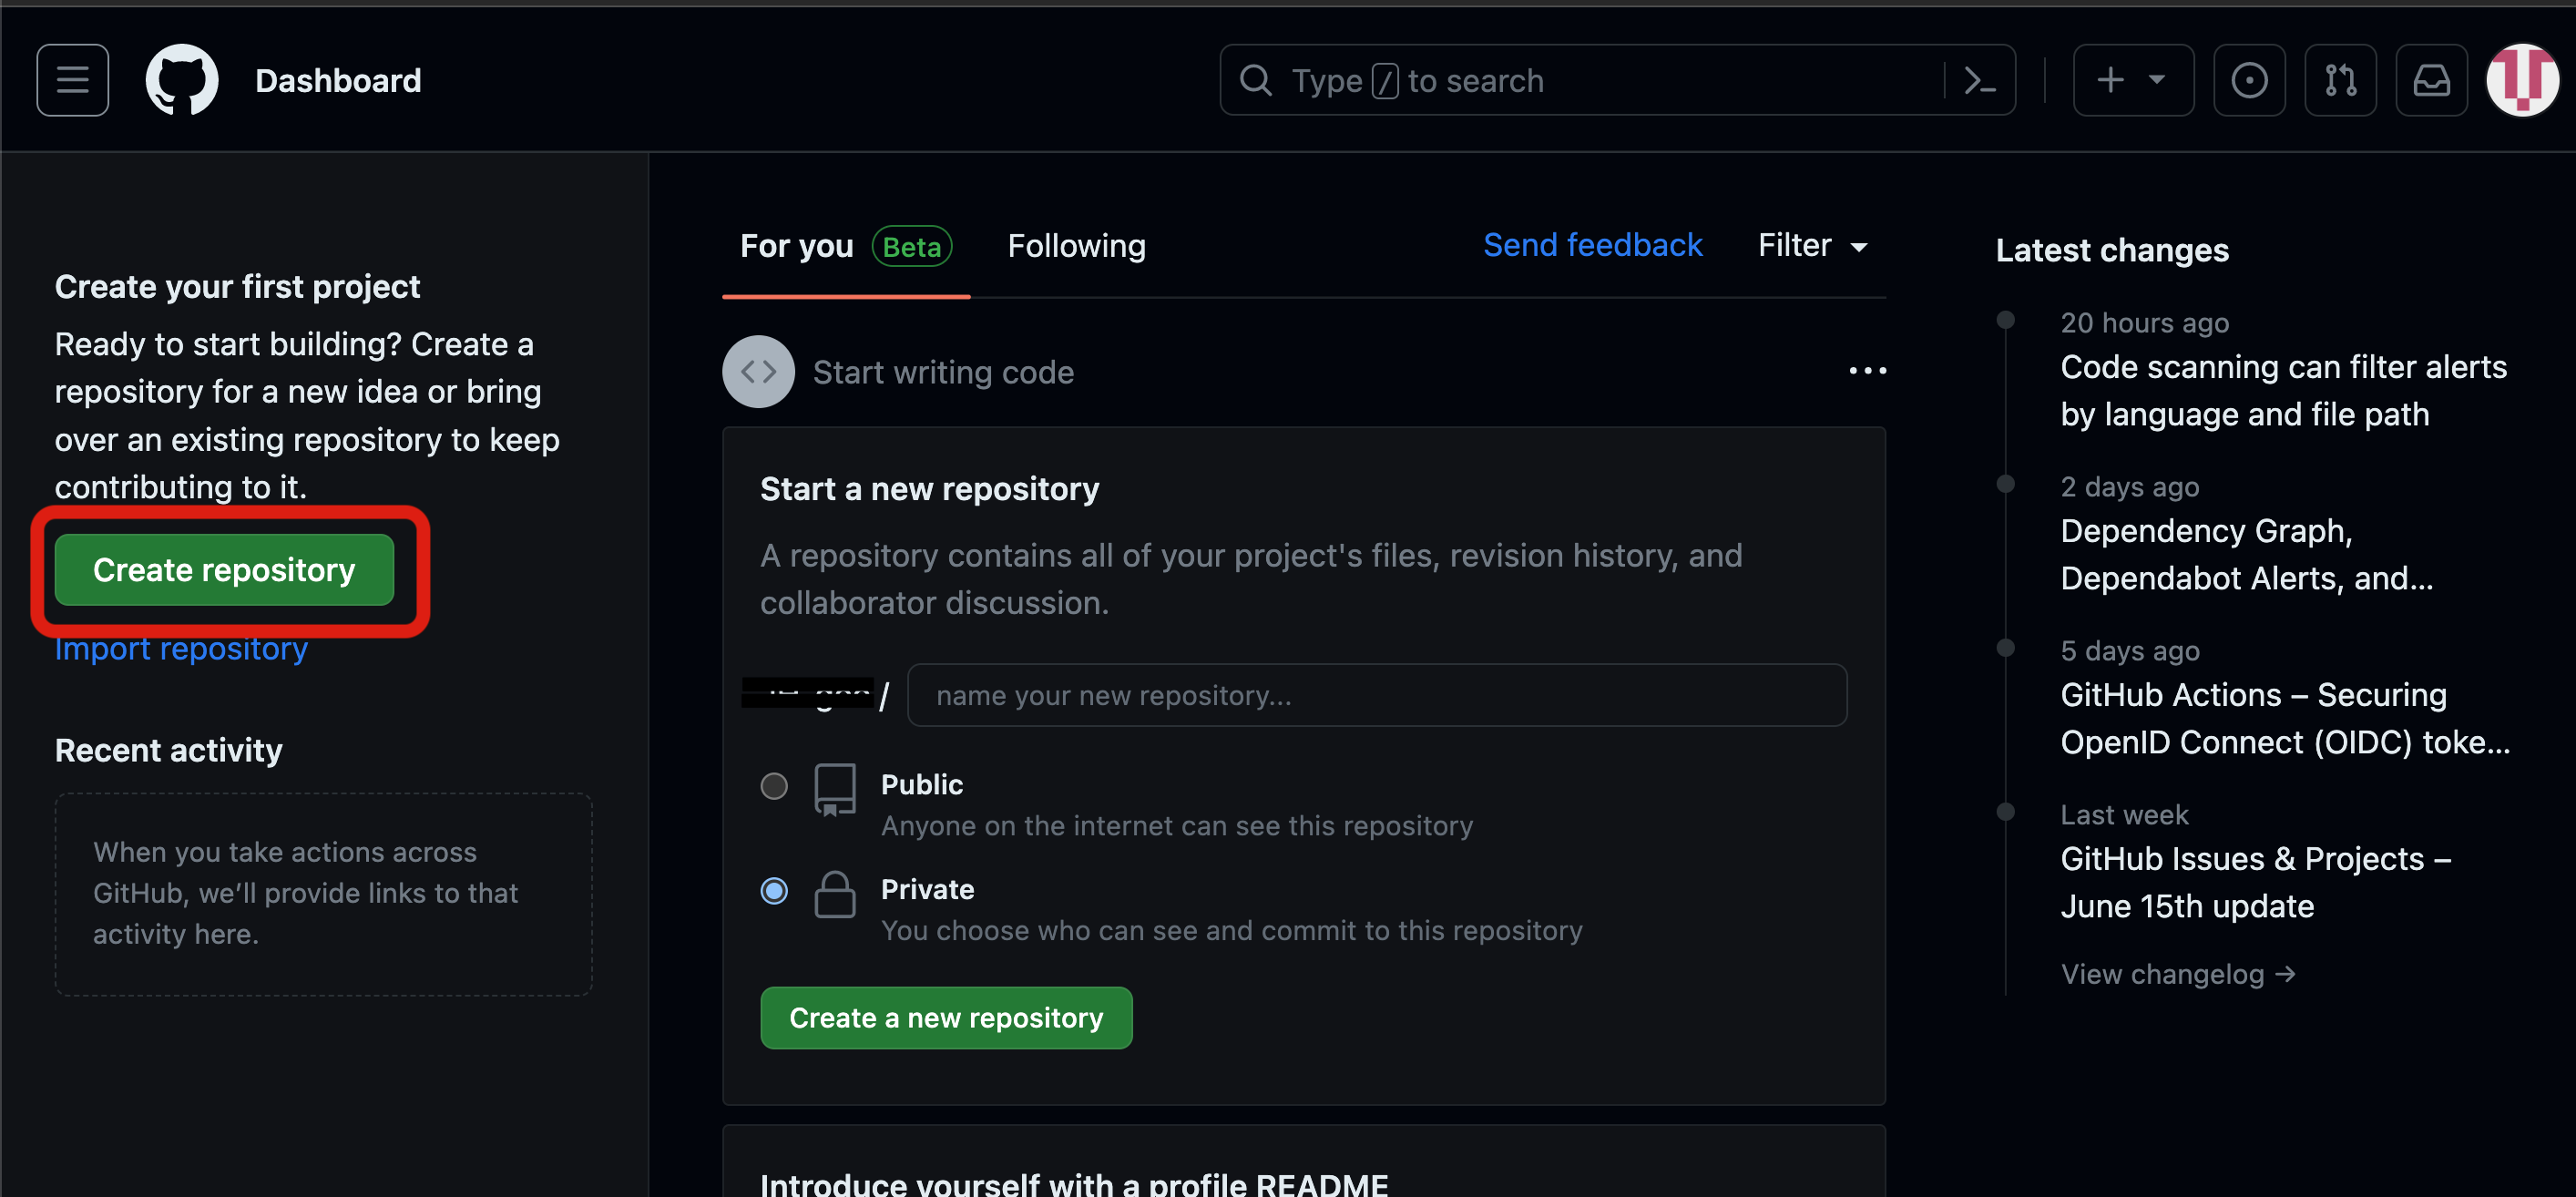 Dashboard
Type / to search
Create your first project
Ready to start building? Create a
repository for a new idea or bring
over an existing repository to keep
contributing to it.
Create repository
Import repository
Recent activity
When you take actions across
GitHub, we’ll provide links to that
activity here.
For you Beta Following Send feedback Filter
Start writing code
Start a new repository
A repository contains all of your project's files, revision history, and
collaborator discussion.
/ name your new repository...
Public
Anyone on the internet can see this repository
Private
You choose who can see and commit to this repository
Create a new repository
Introduce yourself with a profile README
Latest changes
20 hours ago
Code scanning can filter alerts
by language and file path
2 days ago
Dependency Graph,
Dependabot Alerts, and...
5 days ago
GitHub Actions – Securing
OpenID Connect (OIDC) toke...
Last week
GitHub Issues & Projects –
June 15th update
View changelog →